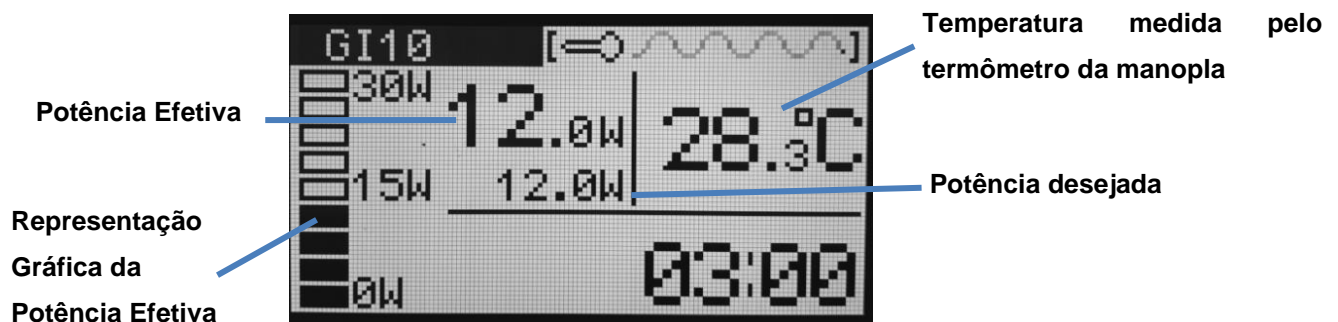 Temperatura medida pelo
termômetro da manopla
GI10
30W
Potência Efetiva
12.0W
28.3°C
15W
12.0W
Potência desejada
Representação
Gráfica da
Potência Efetiva
0W
03:00